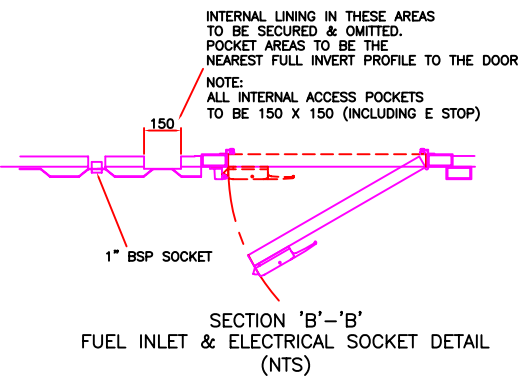 INTERNAL LINING IN THESE AREAS
TO BE SECURED & OMITTED.
POCKET AREAS TO BE THE
NEAREST FULL INVERT PROFILE TO THE DOOR
NOTE:
ALL INTERNAL ACCESS POCKETS
TO BE 150 X 150 (INCLUDING E STOP)
150
1" BSP SOCKET
SECTION 'B'-'B'
FUEL INLET & ELECTRICAL SOCKET DETAIL
(NTS)